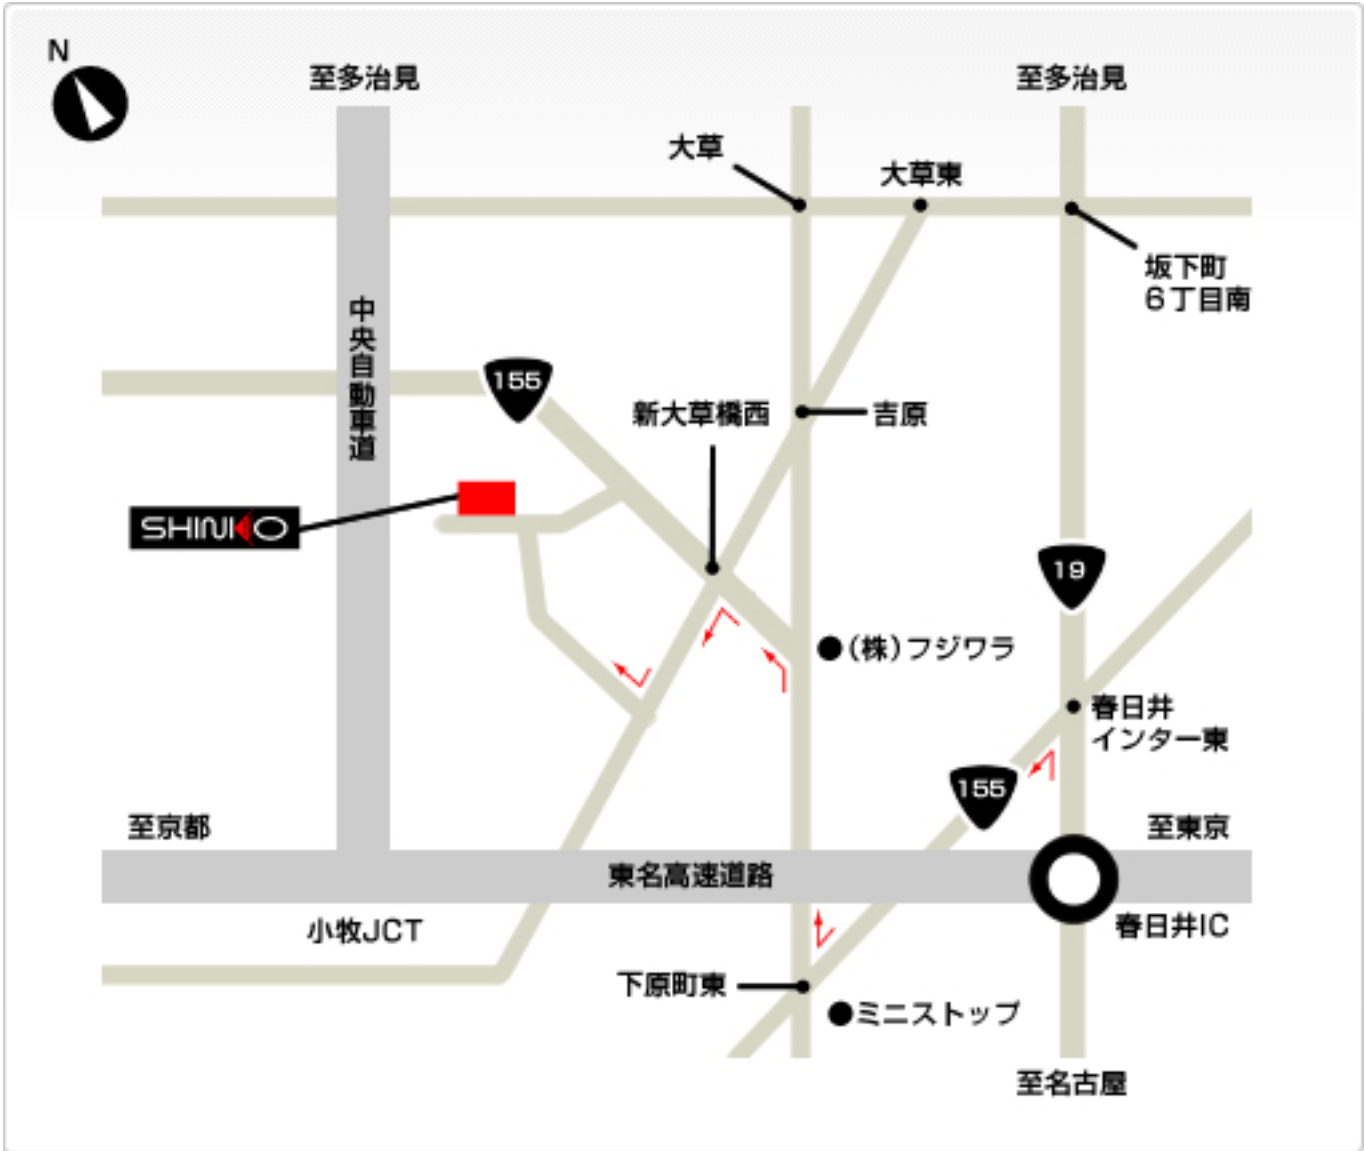 N
至多治見
至多治見
大草
大草東
坂下町
６丁目南
中央自動車道
155
新大草橋西
吉原
SHINKO
19
●(株)フジワラ
春日井
インター東
155
至京都
至東京
東名高速道路
小牧JCT
春日井IC
下原町東
●ミニストップ
至名古屋